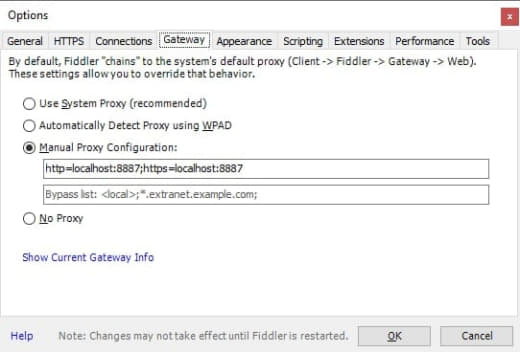 Options
x
General HTTPS Connections Gateway Appearance Scripting Extensions Performance Tools
By default, Fiddler "chains" to the system's default proxy (Client -> Fiddler -> Gateway -> Web).
These settings allow you to override that behavior.
Use System Proxy (recommended)
Automatically Detect Proxy using WPAD
Manual Proxy Configuration:
http=localhost:8887;https=localhost:8887
Bypass list: <local>;*.extranet.example.com;
No Proxy
Show Current Gateway Info
Help Note: Changes may not take effect until Fiddler is restarted. OK Cancel